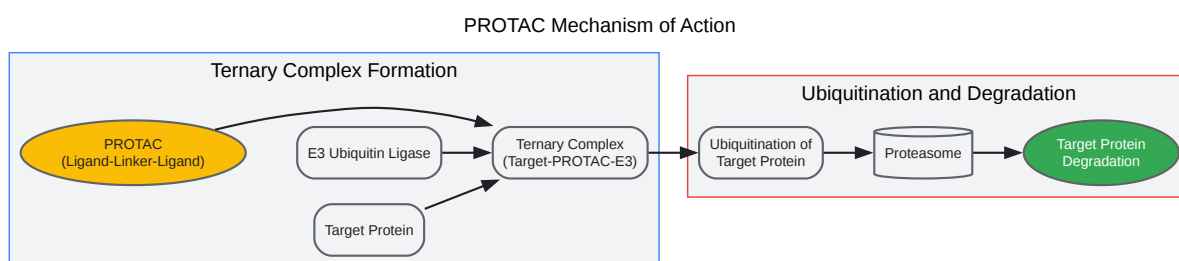 PROTAC Mechanism of Action
Ternary Complex Formation
PROTAC
(Ligand-Linker-Ligand)
E3 Ubiquitin Ligase
Target Protein
Ternary Complex
(Target-PROTAC-E3)
Ubiquitination and Degradation
Ubiquitination of
Target Protein
Proteasome
Target Protein
Degradation